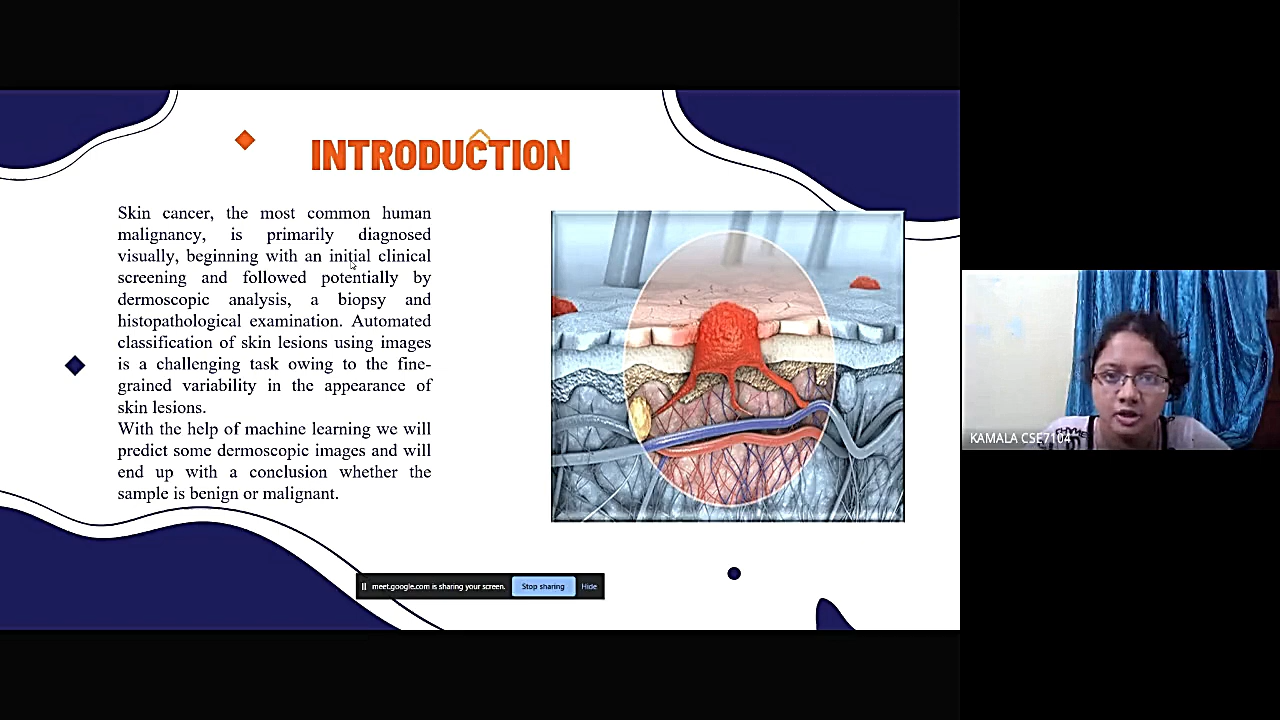 INTRODUCTION
Skin cancer, the most common human
malignancy, is primarily diagnosed
visually, beginning with an initial clinical
screening and followed potentially by
dermoscopic analysis, a biopsy and
histopathological examination. Automated
classification of skin lesions using images
is a challenging task owing to the fine-
grained variability in the appearance of
skin lesions.
With the help of machine learning we will
predict some dermoscopic images and will
end up with a conclusion whether the
sample is benign or malignant.
meet.google.com is sharing your screen. Stop sharing Hide
KAMALA CSE7104